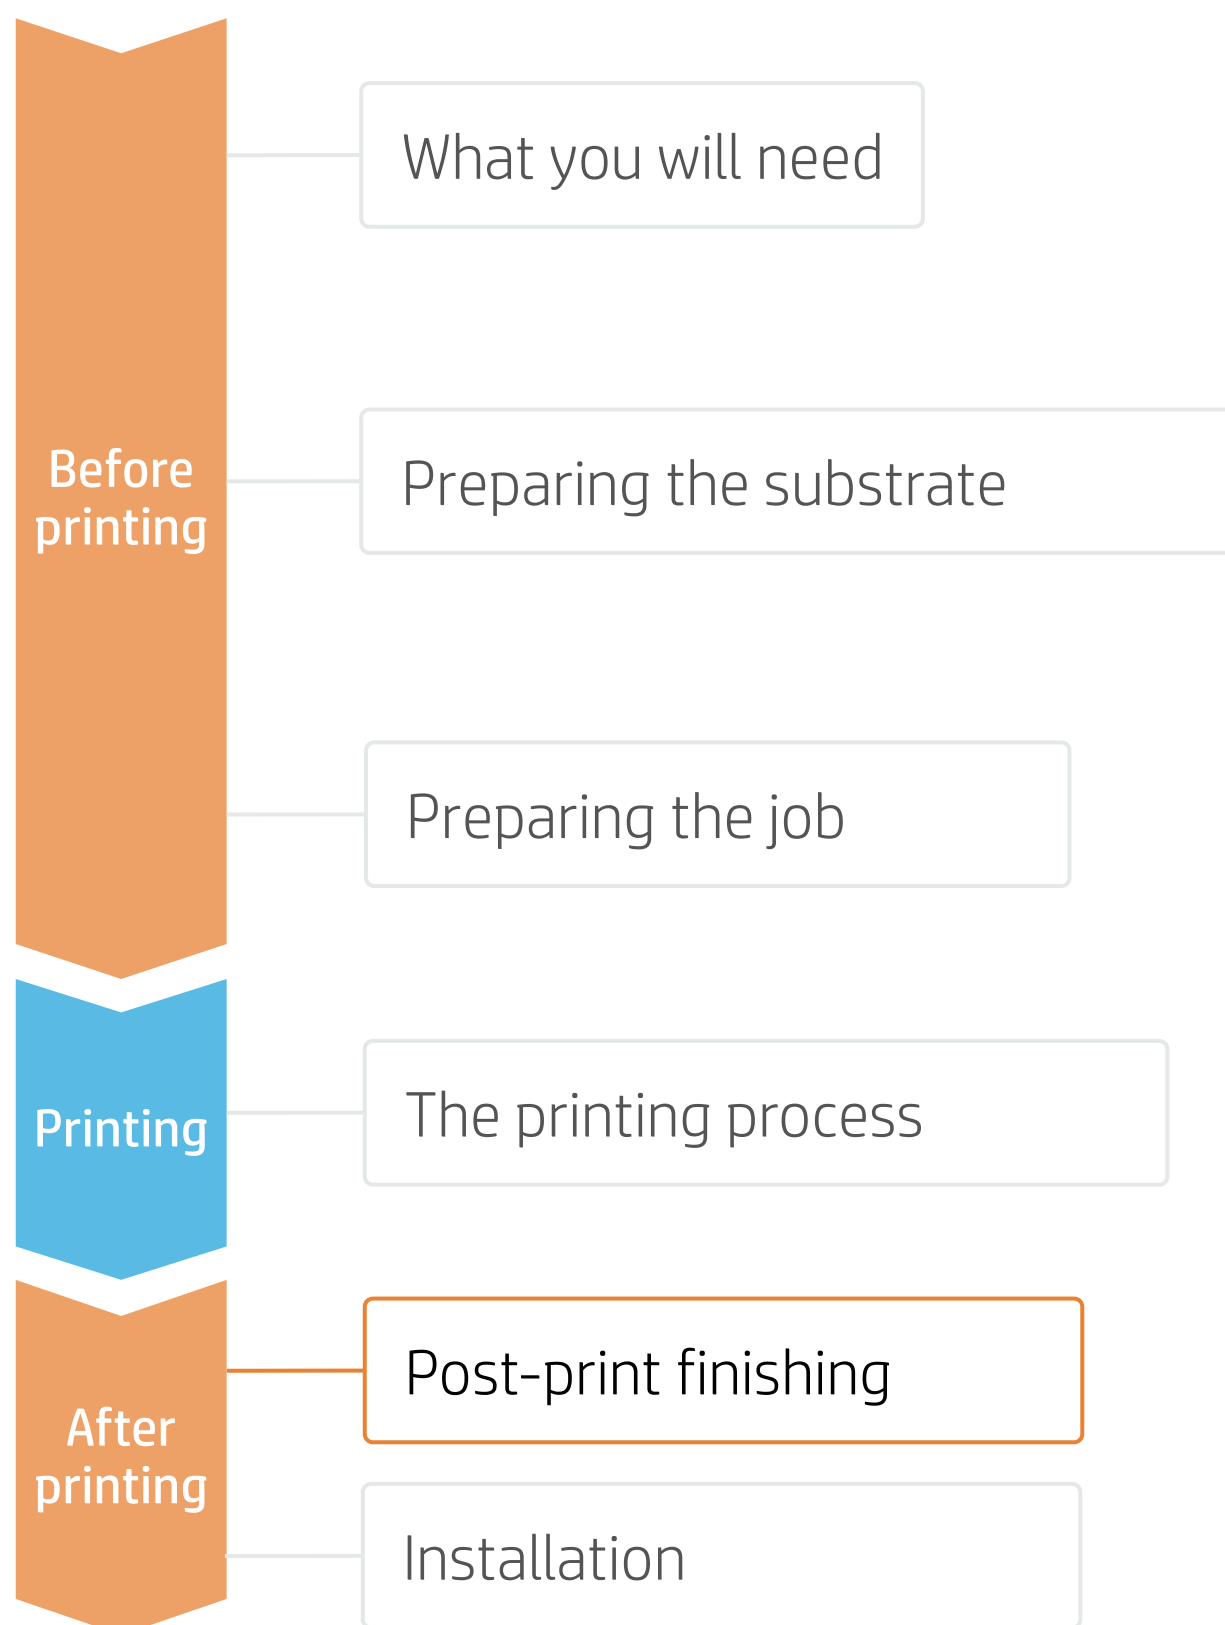 What you will need
Before
printing
Preparing the substrate
Preparing the job
Printing
The printing process
After
printing
Post-print finishing
Installation